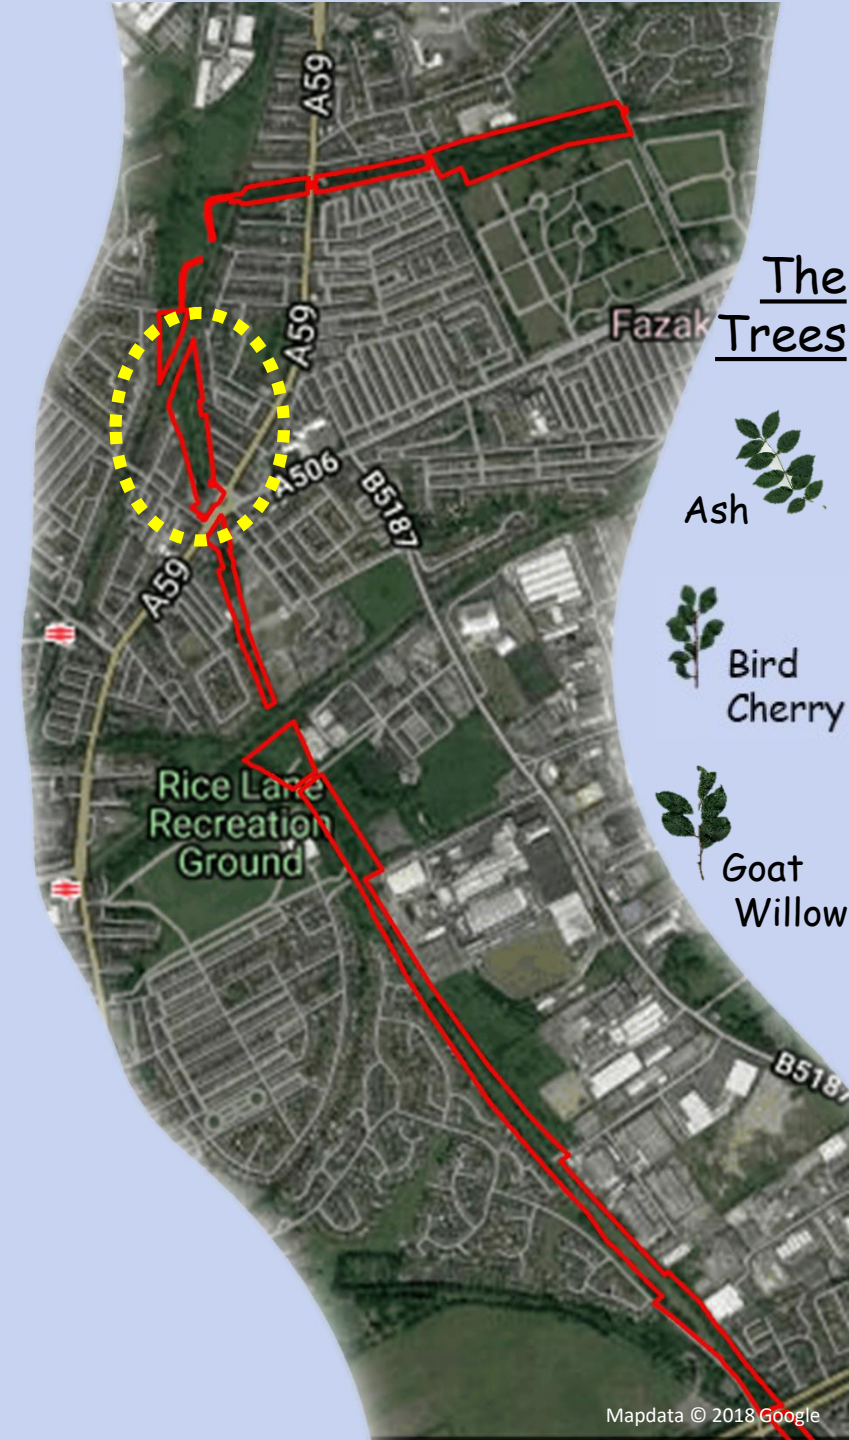 A59
The
Trees
A59
Fazak
A506
B5187
Ash
A59
Bird
Cherry
Rice Lane
Recreation
Ground
Goat
Willow
B5187
Mapdata © 2018 Google